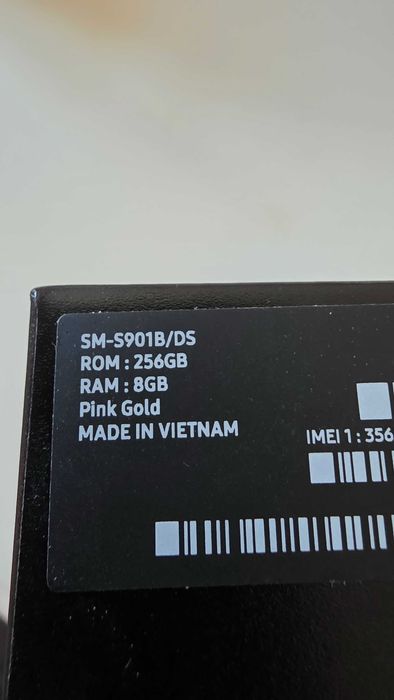 SM-S901B/DS
ROM : 256GB
RAM : 8GB
Pink Gold
MADE IN VIETNAM
IMEI 1 : 356